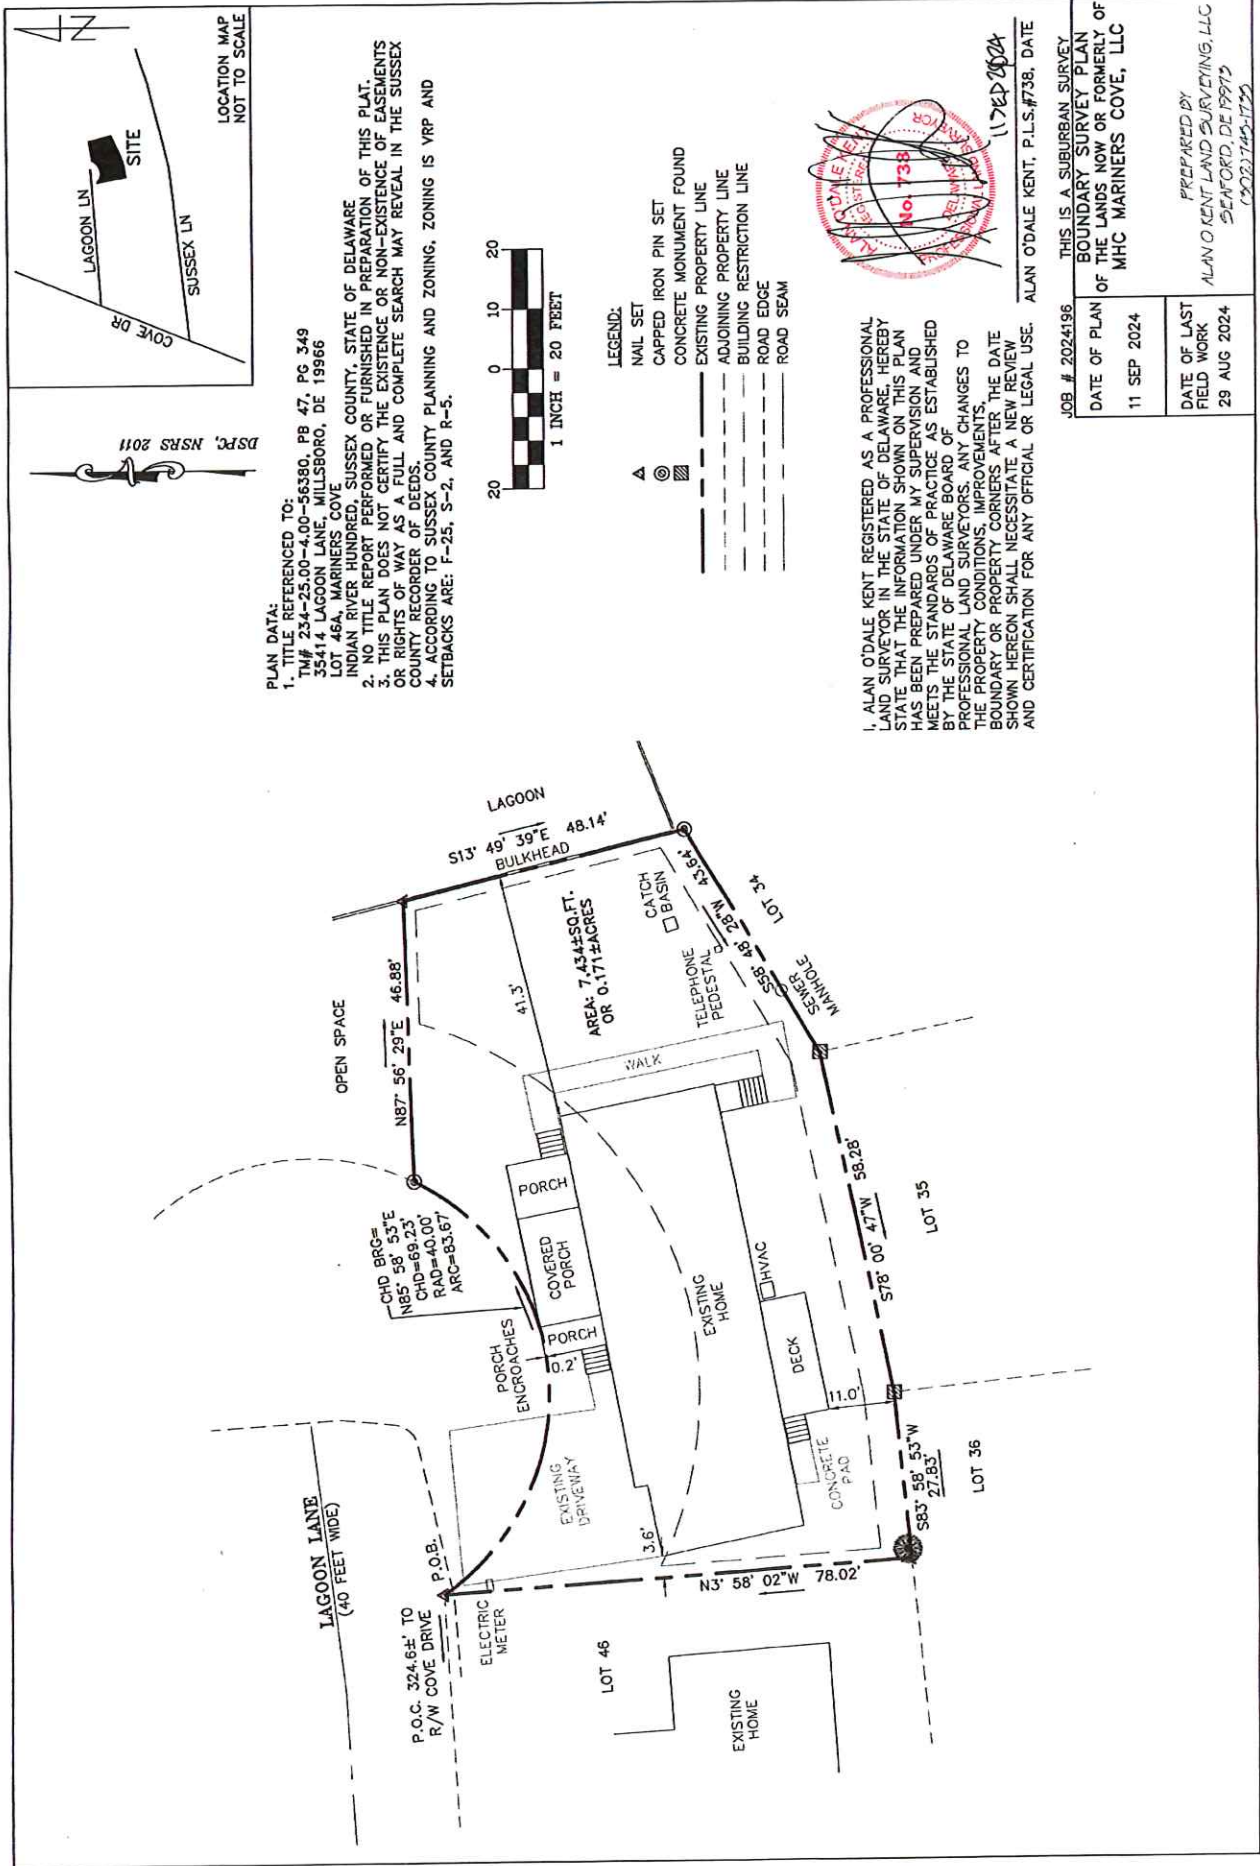 LAGOON LN
SITE
COVE DR
SUSSEX LN
N
LOCATION MAP
NOT TO SCALE
DSPC, NSRS 2011
PLAN DATA:
1. TITLE REFERENCED TO:
TM# 234-25.00-4.00-56380, PB 47, PG 349
35414 LAGOON LANE, MILLSBORO, DE 19966
LOT 46A, MARINERS COVE
INDIAN RIVER HUNDRED, SUSSEX COUNTY, STATE OF DELAWARE
2. NO TITLE REPORT PERFORMED OR FURNISHED IN PREPARATION OF THIS PLAT.
3. THIS PLAN DOES NOT CERTIFY THE EXISTENCE OR NON-EXISTENCE OF EASEMENTS
OR RIGHTS OF WAY AS A FULL AND COMPLETE SEARCH MAY REVEAL IN THE SUSSEX
COUNTY RECORDER OF DEEDS.
4. ACCORDING TO SUSSEX COUNTY PLANNING AND ZONING, ZONING IS VRP AND
SETBACKS ARE: F-25, S-2, AND R-5.
20 0 10 20
1 INCH = 20 FEET
LEGEND:
NAIL SET
CAPPED IRON PIN SET
CONCRETE MONUMENT FOUND
EXISTING PROPERTY LINE
ADJOINING PROPERTY LINE
BUILDING RESTRICTION LINE
ROAD EDGE
ROAD SEAM
I, ALAN O'DALE KENT REGISTERED AS A PROFESSIONAL
LAND SURVEYOR IN THE STATE OF DELAWARE, HEREBY
STATE THAT THE INFORMATION SHOWN ON THIS PLAN
HAS BEEN PREPARED UNDER MY SUPERVISION AND
MEETS THE STANDARDS OF PRACTICE AS ESTABLISHED
BY THE STATE OF DELAWARE BOARD OF
PROFESSIONAL LAND SURVEYORS. ANY CHANGES TO
THE PROPERTY CONDITIONS, IMPROVEMENTS,
BOUNDARY OR PROPERTY CORNERS AFTER THE DATE
SHOWN HEREON SHALL NECESSITATE A NEW REVIEW
AND CERTIFICATION FOR ANY OFFICIAL OR LEGAL USE.
ALAN O'DALE KENT
REGISTERED
No. 738
DELAWARE
PROFESSIONAL LAND SURVEYOR
11 SEP 2024
ALAN O'DALE KENT, P.L.S.#738, DATE
JOB # 2024196
THIS IS A SUBURBAN SURVEY
DATE OF PLAN
11 SEP 2024
BOUNDARY SURVEY PLAN
OF THE LANDS NOW OR FORMERLY OF
MHC MARINERS COVE, LLC
DATE OF LAST
FIELD WORK
29 AUG 2024
PREPARED BY
ALAN O KENT LAND SURVEYING, LLC
SEAFORD, DE 19973
(302) 745-1795
LAGOON LANE
(40 FEET WIDE)
P.O.C. 324.6±' TO
R/W COVE DRIVE
P.O.B.
ELECTRIC
METER
LOT 46
EXISTING
HOME
OPEN SPACE
N87° 56' 29"E 46.88'
CHD BRG=
N85° 58' 53"E
CHD=69.23'
RAD=40.00'
ARC=83.67'
PORCH
ENCROACHES
0.2'
PORCH
COVERED
PORCH
PORCH
EXISTING
DRIVEWAY
3.6'
EXISTING
HOME
HVAC
DECK
11.0'
CONCRETE
PAD
WALK
41.3'
AREA: 7,434±SQ.FT.
OR 0.171±ACRES
CATCH
BASIN
TELEPHONE
PEDESTAL
S13° 49' 39"E 48.14'
BULKHEAD
LAGOON
S58° 48' 28"W 43.64'
SEWER
MANHOLE
LOT 34
S78° 00' 47"W 58.28'
LOT 35
S83° 58' 53"W
27.83'
LOT 36
N3° 58' 02"W 78.02'